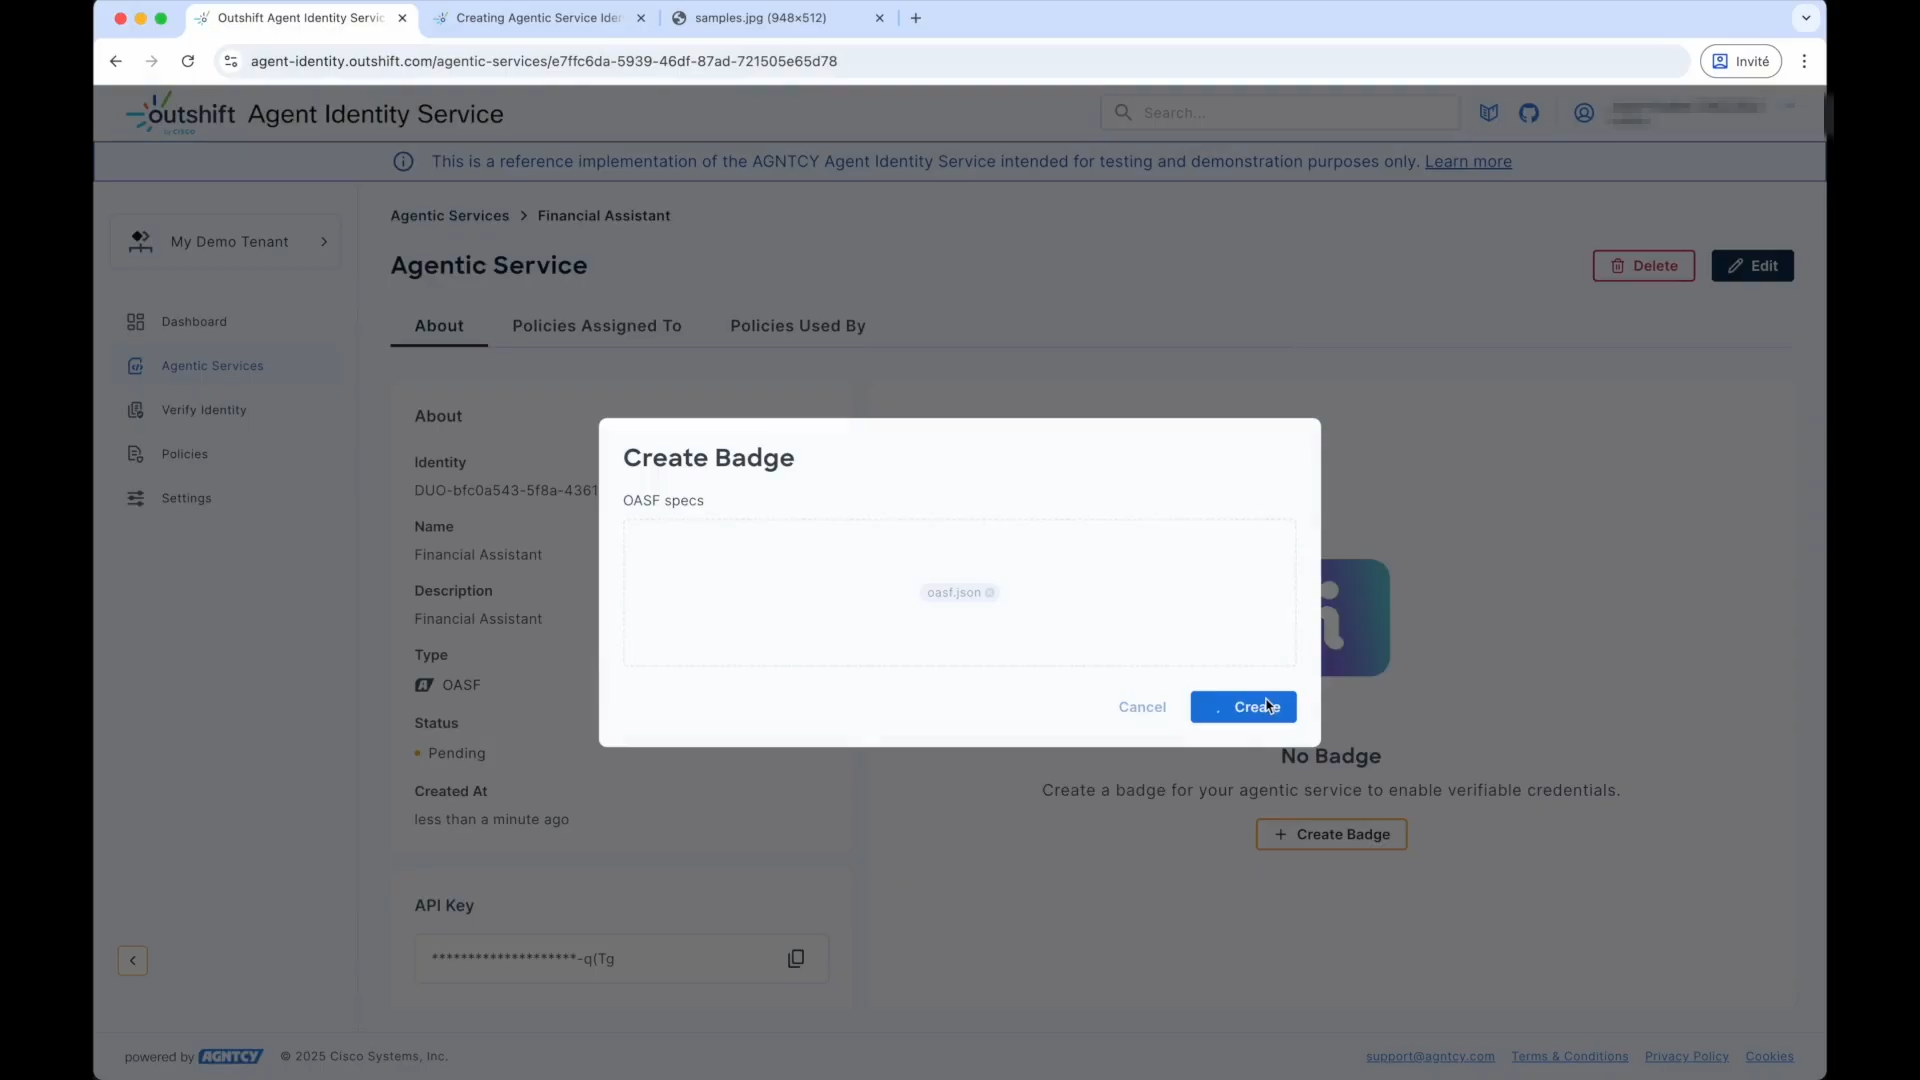 Outshift Agent Identity Servic
Creating Agentic Service Iden
samples.jpg (948×512)
agent-identity.outshift.com/agentic-services/e7ffc6da-5939-46df-87ad-721505e65d78
Invité
outshift
by CISCO
Agent Identity Service
Search...
This is a reference implementation of the AGNTCY Agent Identity Service intended for testing and demonstration purposes only. Learn more
My Demo Tenant
Dashboard
Agentic Services
Verify Identity
Policies
Settings
Agentic Services > Financial Assistant
Agentic Service
Delete
Edit
About
Policies Assigned To
Policies Used By
About
Identity
DUO-bfc0a543-5f8a-4361
Name
Financial Assistant
Description
Financial Assistant
Type
OASF
Status
Pending
Created At
less than a minute ago
API Key
********************-q(Tg
Create Badge
OASF specs
oasf.json
Cancel
Create
No Badge
Create a badge for your agentic service to enable verifiable credentials.
+ Create Badge
powered by AGNTCY © 2025 Cisco Systems, Inc.
support@agntcy.com
Terms & Conditions
Privacy Policy
Cookies